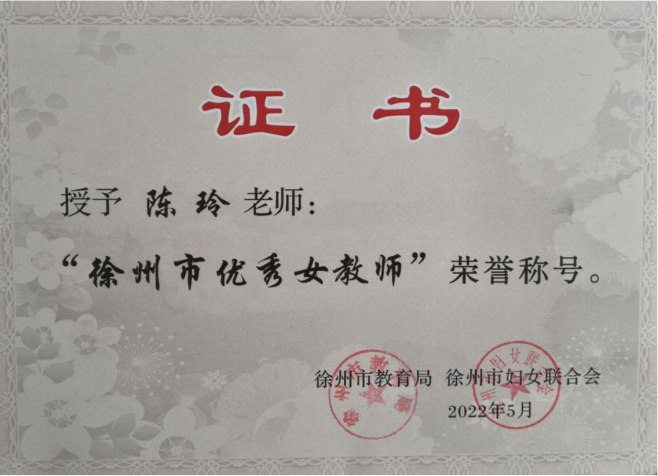 证书
授予 陈玲 老师：
“徐州市优秀女教师”荣誉称号。
徐州市教育局 徐州市妇女联合会
2022年5月